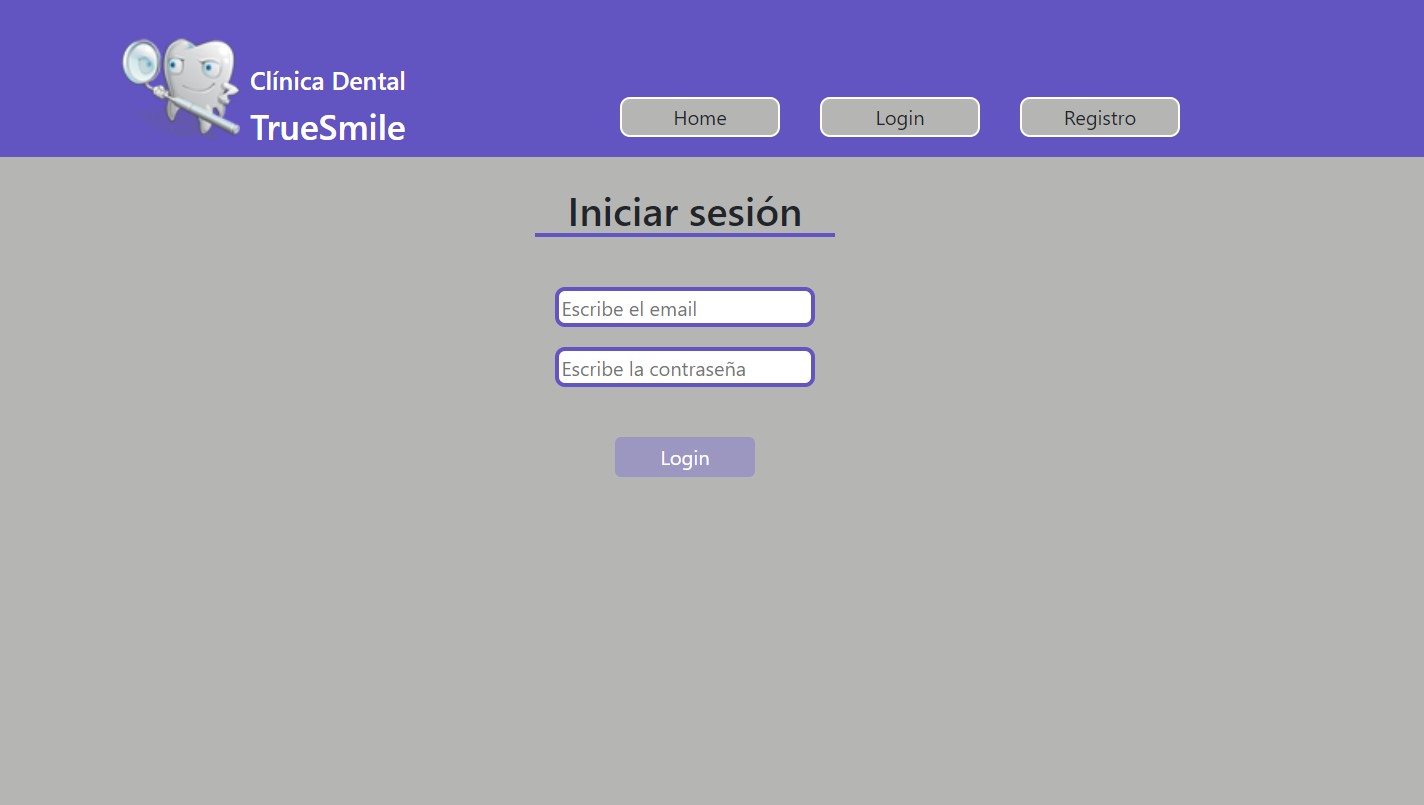 Clínica Dental
TrueSmile
Home
Login
Registro
Iniciar sesión
Escribe el email
Escribe la contraseña
Login